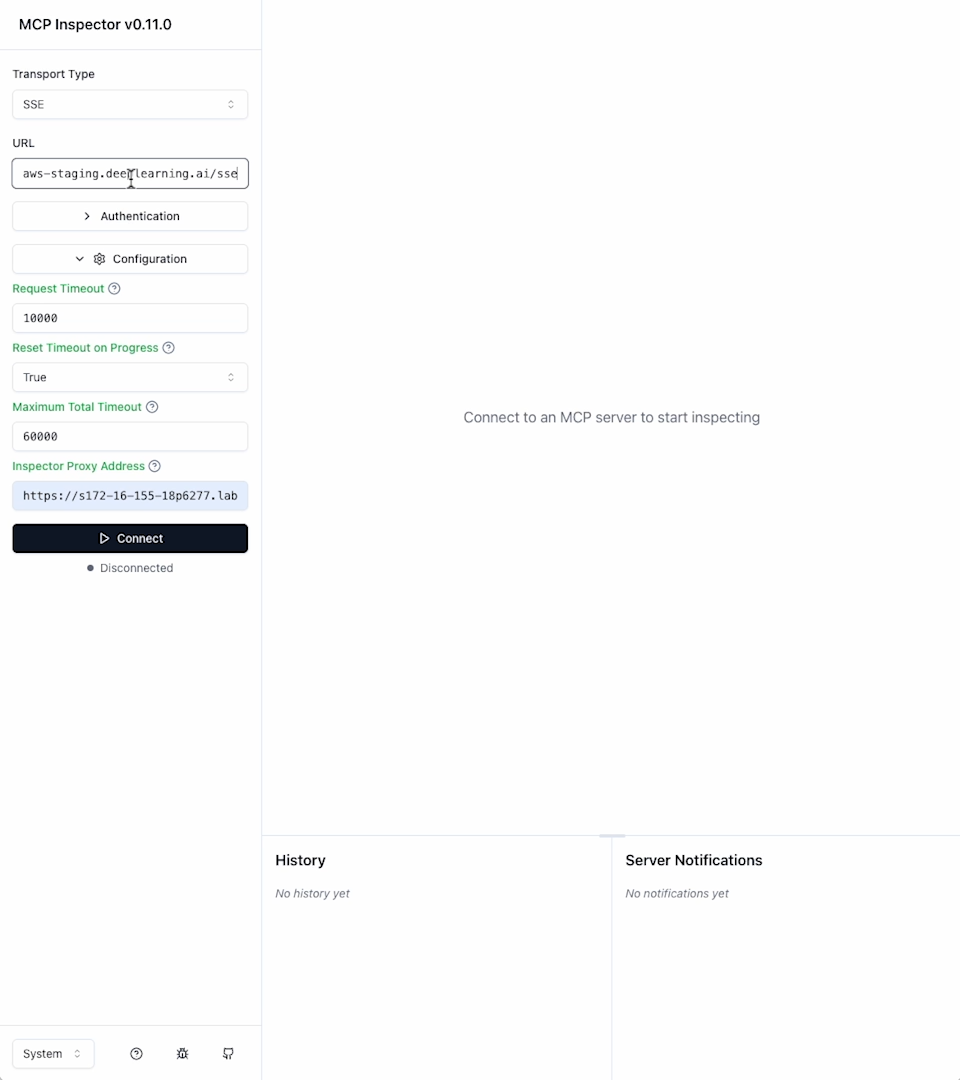 MCP Inspector v0.11.0
Transport Type
SSE
URL
aws-staging.deeplearning.ai/sse
Authentication
Configuration
Request Timeout
10000
Reset Timeout on Progress
True
Maximum Total Timeout
60000
Inspector Proxy Address
https://s172-16-155-18p6277.lab
Connect
Disconnected
Connect to an MCP server to start inspecting
History
No history yet
Server Notifications
No notifications yet
System